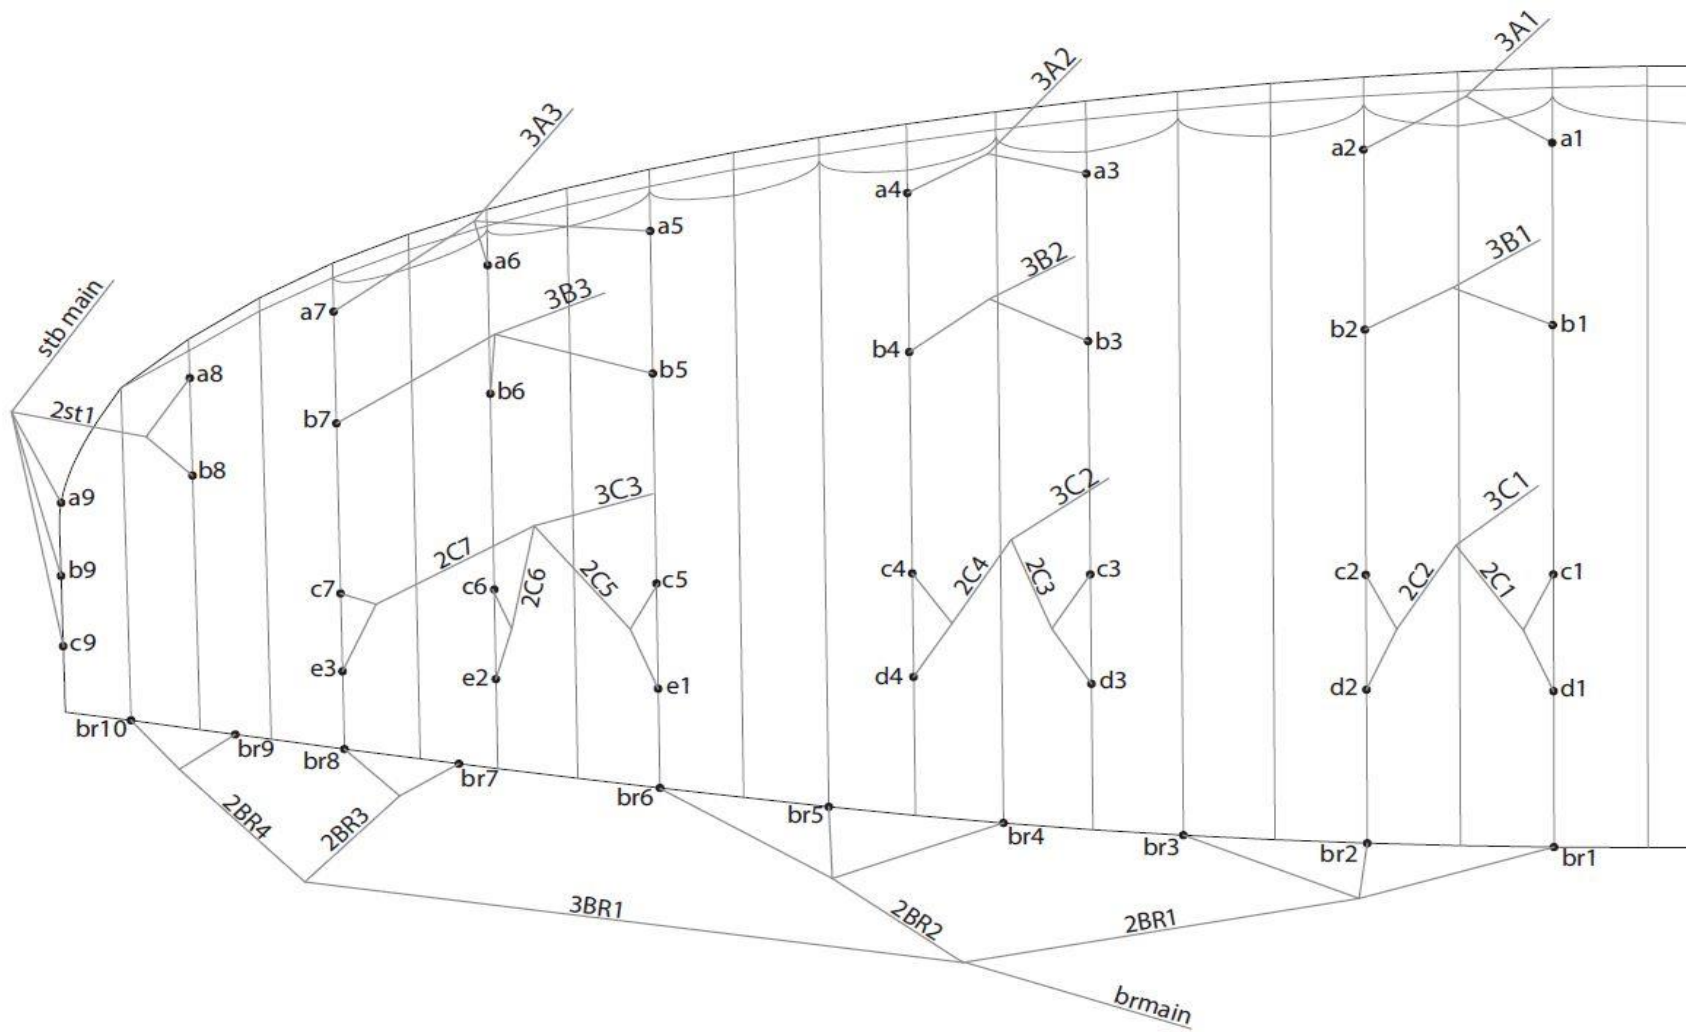 3A1
3A2
3A3
a2
a1
a4
a3
a5
a6
a7
3B1
3B2
3B3
stb main
b2
b1
b4
b3
b5
b6
b7
a8
2st1
b8
a9
b9
c9
3C3
3C2
3C1
2C7
2C6
2C5
2C4
2C3
2C2
2C1
c7
c6
c5
c4
c3
c2
c1
e3
e2
e1
d4
d3
d2
d1
br10
br9
br8
br7
br6
br5
br4
br3
br2
br1
2BR4
2BR3
3BR1
2BR2
2BR1
brmain